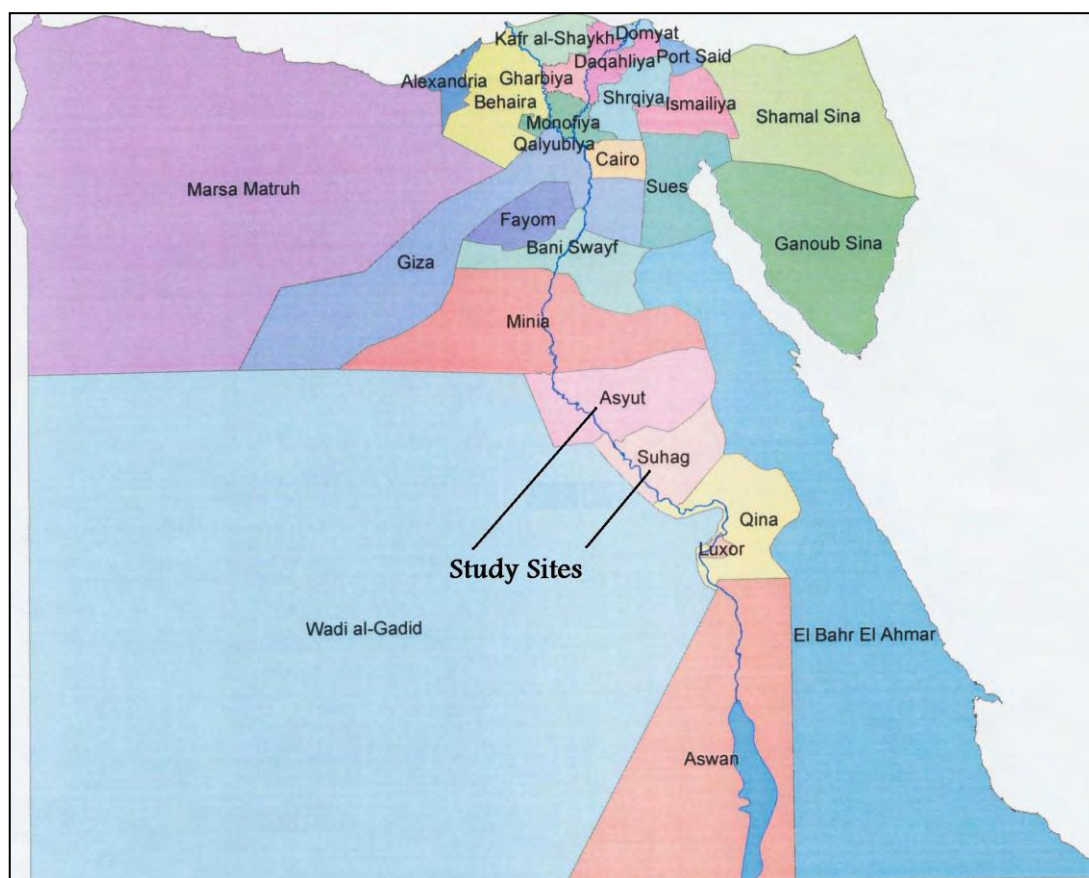 Kafr al-Shaykh
Domyat
Daqahliya
Port Said
Alexandria
Gharbiya
Behaira
Shrqiya
Ismailiya
Shamal Sina
Monofiya
Qalyubiya
Cairo
Marsa Matruh
Sues
Fayom
Ganoub Sina
Bani Swayf
Giza
Minia
Asyut
Suhag
Qina
Luxor
Study Sites
Wadi al-Gadid
El Bahr El Ahmar
Aswan